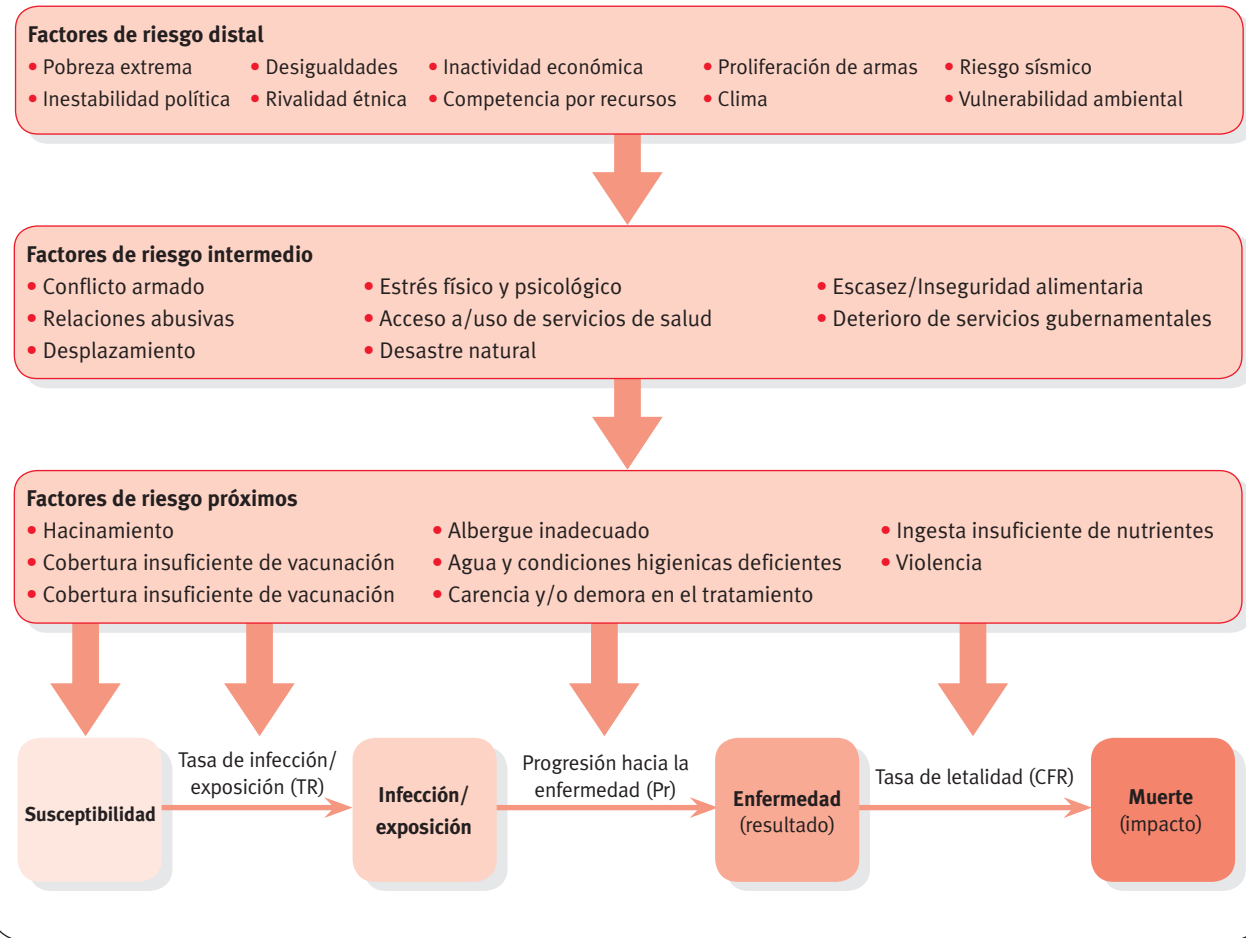 Factores de riesgo distal
• Pobreza extrema • Desigualdades • Inactividad económica • Proliferación de armas • Riesgo sísmico
• Inestabilidad política • Rivalidad étnica • Competencia por recursos • Clima • Vulnerabilidad ambiental
Factores de riesgo intermedio
• Conflicto armado • Estrés físico y psicológico • Escasez/Inseguridad alimentaria
• Relaciones abusivas • Acceso a/uso de servicios de salud • Deterioro de servicios gubernamentales
• Desplazamiento • Desastre natural
Factores de riesgo próximos
• Hacinamiento • Albergue inadecuado • Ingesta insuficiente de nutrientes
• Cobertura insuficiente de vacunación • Agua y condiciones higienicas deficientes • Violencia
• Cobertura insuficiente de vacunación • Carencia y/o demora en el tratamiento
Susceptibilidad
Tasa de infección/
exposición (TR)
Infección/
exposición
Progresión hacia la
enfermedad (Pr)
Enfermedad
(resultado)
Tasa de letalidad (CFR)
Muerte
(impacto)